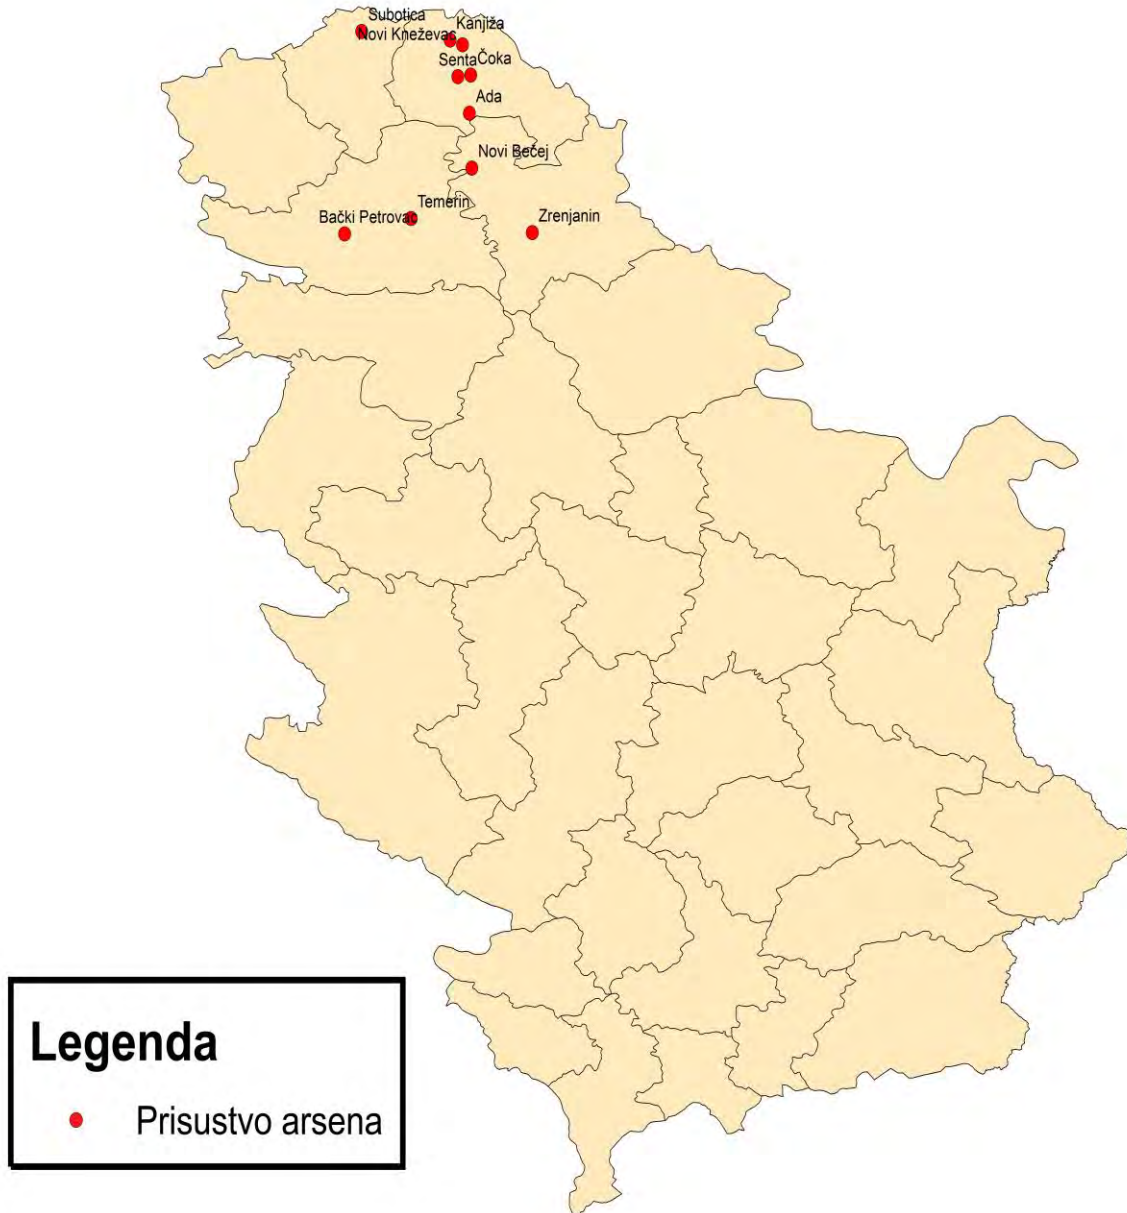 Subotica
Kanjiža
Novi Kneževac
Senta
Čoka
Ada
Novi Bečej
Temerin
Bački Petrovac
Zrenjanin
Legenda
Prisustvo arsena